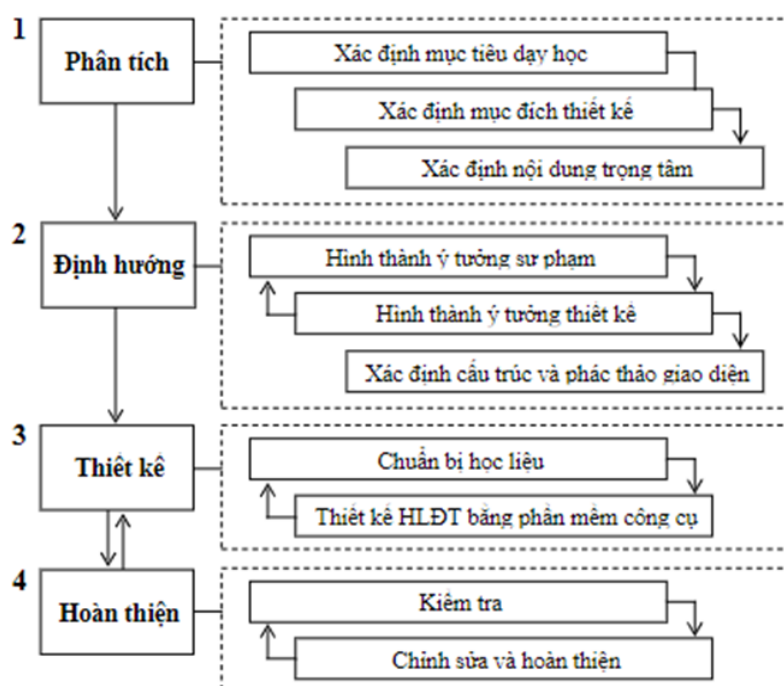 1
Phân tích
Xác định mục tiêu dạy học
Xác định mục đích thiết kế
Xác định nội dung trọng tâm
2
Định hướng
Hình thành ý tưởng sư phạm
Hình thành ý tưởng thiết kế
Xác định cấu trúc và phác thảo giao diện
3
Thiết kế
Chuẩn bị học liệu
Thiết kế HLĐT bằng phần mềm công cụ
4
Hoàn thiện
Kiểm tra
Chỉnh sửa và hoàn thiện